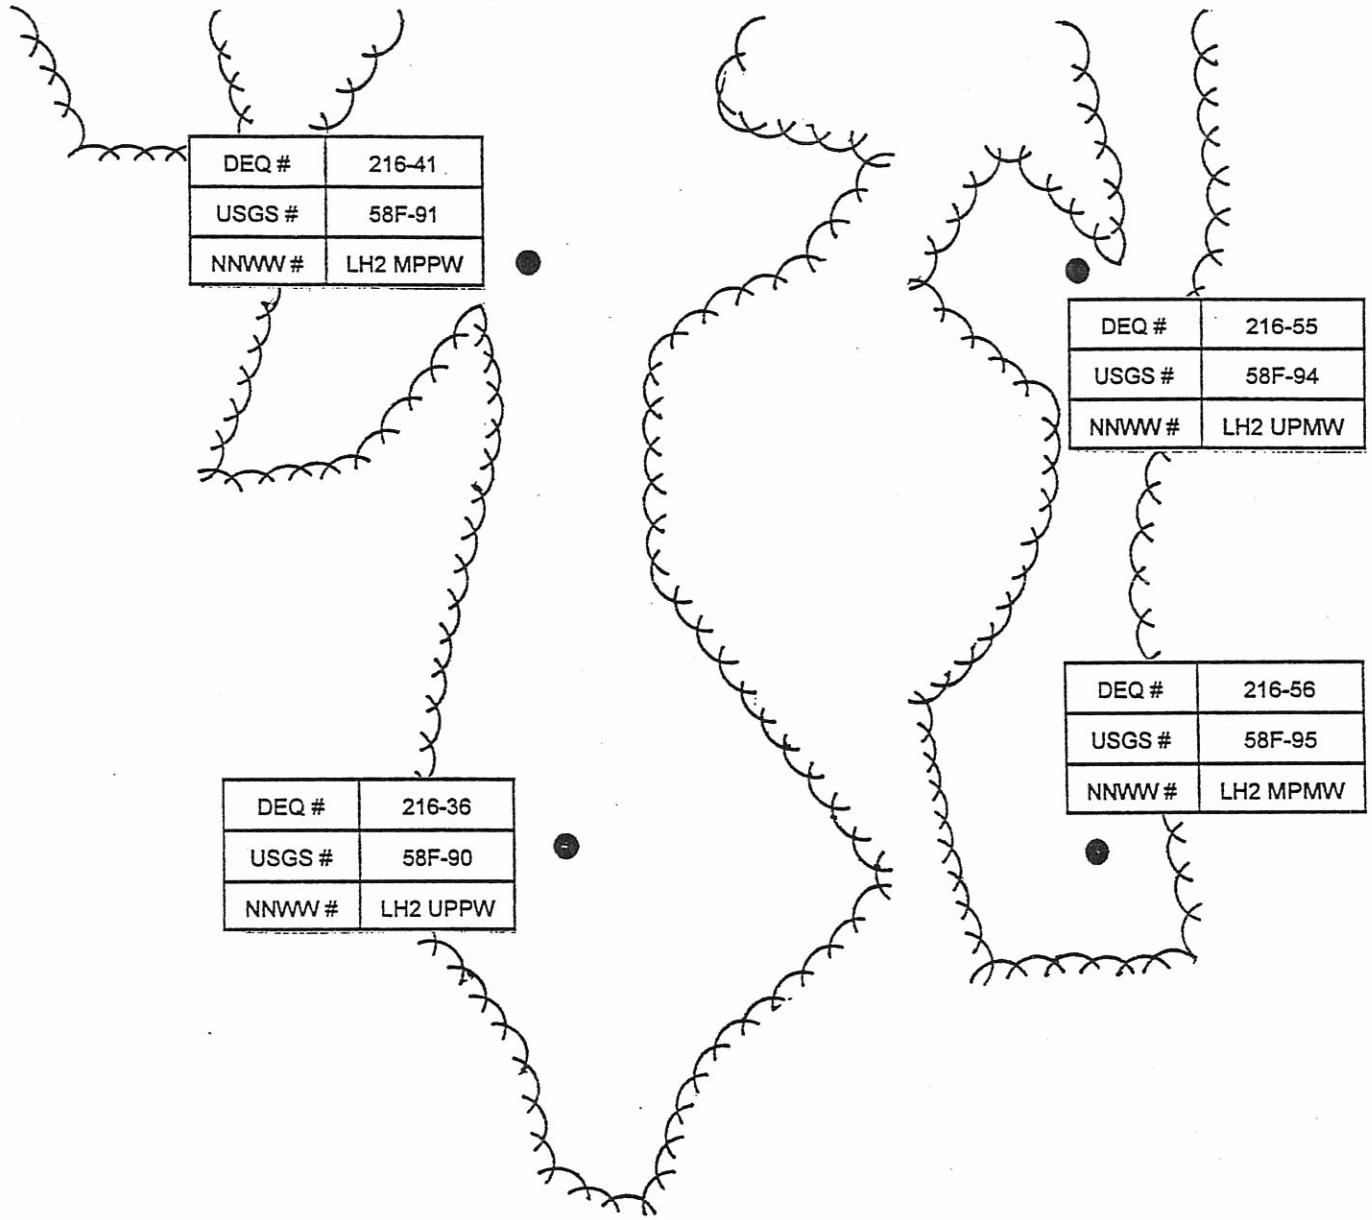 DEQ # 216-41
USGS # 58F-91
NNWW # LH2 MPPW
DEQ # 216-55
USGS # 58F-94
NNWW # LH2 UPMW
DEQ # 216-56
USGS # 58F-95
NNWW # LH2 MPMW
DEQ # 216-36
USGS # 58F-90
NNWW # LH2 UPPW